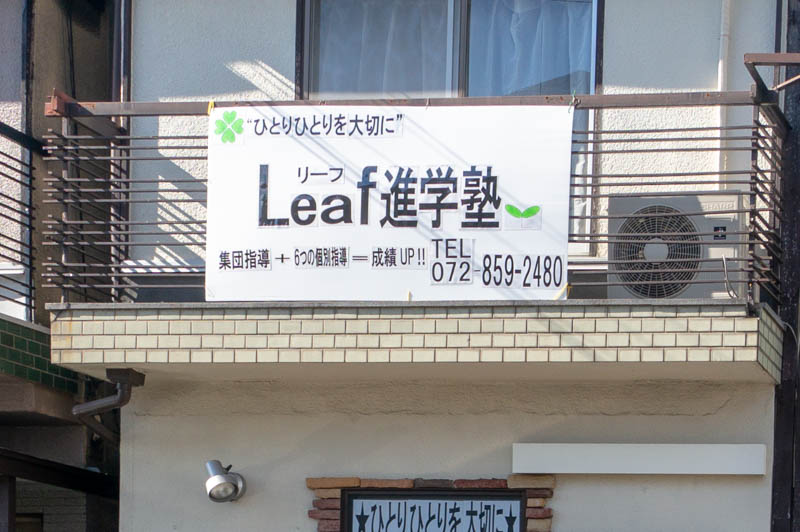 "ひとりひとりを大切に"
リーフ
Leaf進学塾
集団指導 + 6つの個別指導 = 成績 UP!!
TEL
072-859-2480
★ひとりひとりを大切に★